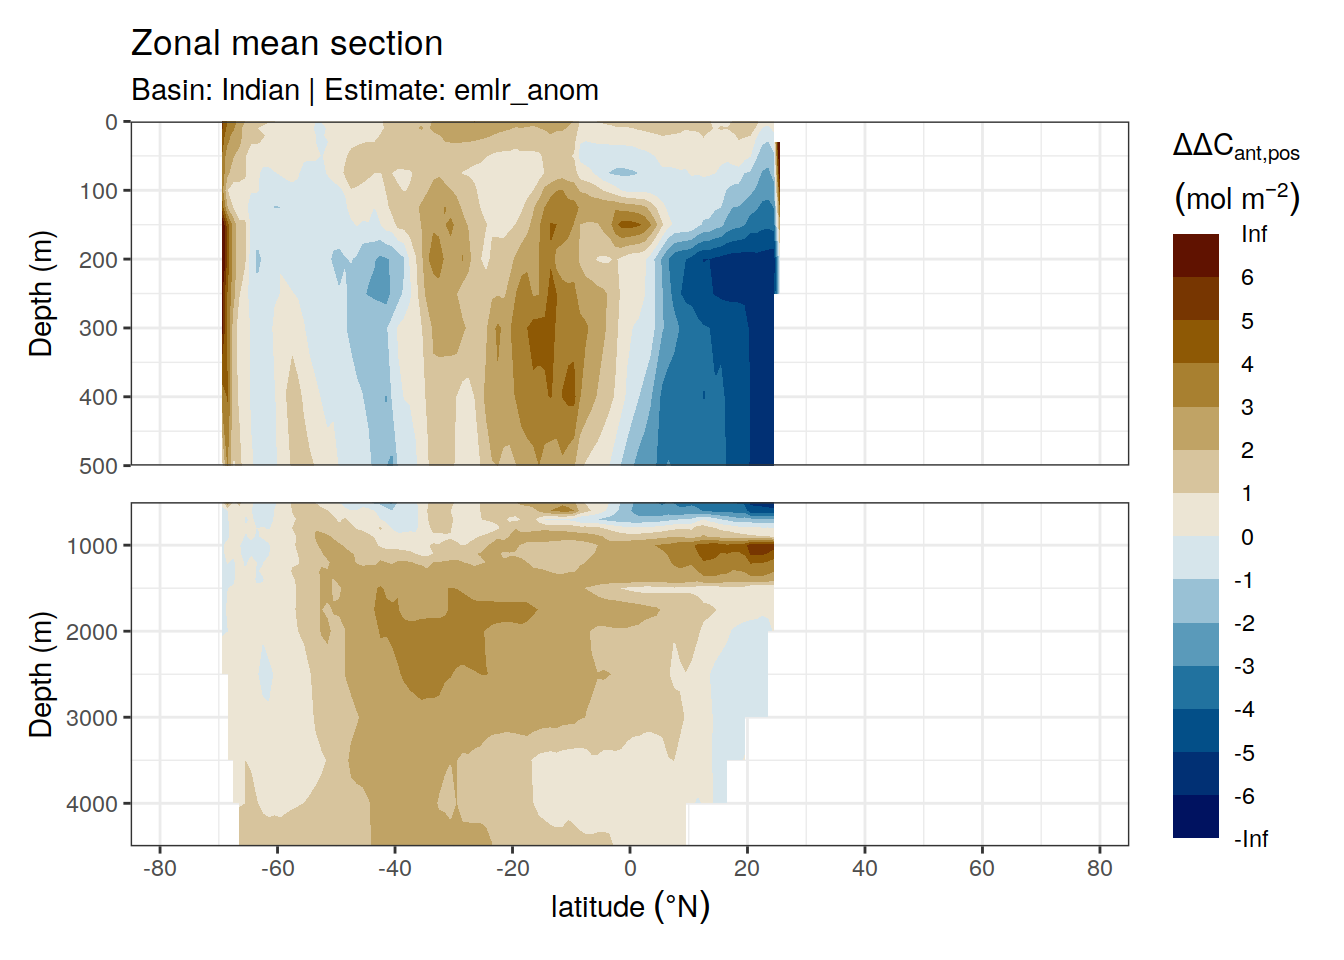 Zonal mean section
Basin: Indian | Estimate: emlr_anom
Depth (m)
0
100
200
300
400
500
Depth (m)
1000
2000
3000
4000
-80 -60 -40 -20 0 20 40 60 80
latitude (°N)
ΔΔCant,pos
(mol m−2)
Inf
6
5
4
3
2
1
0
-1
-2
-3
-4
-5
-6
-Inf